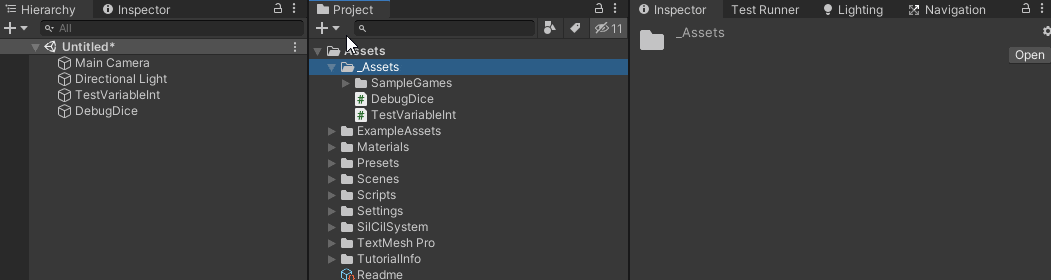 Hierarchy
Inspector
All
Untitled*
Main Camera
Directional Light
TestVariableInt
DebugDice
Project
11
Assets
_Assets
SampleGames
DebugDice
TestVariableInt
ExampleAssets
Materials
Presets
Scenes
Scripts
Settings
SilCilSystem
TextMesh Pro
TutorialInfo
Readme
Inspector
Test Runner
Lighting
Navigation
_Assets
Open